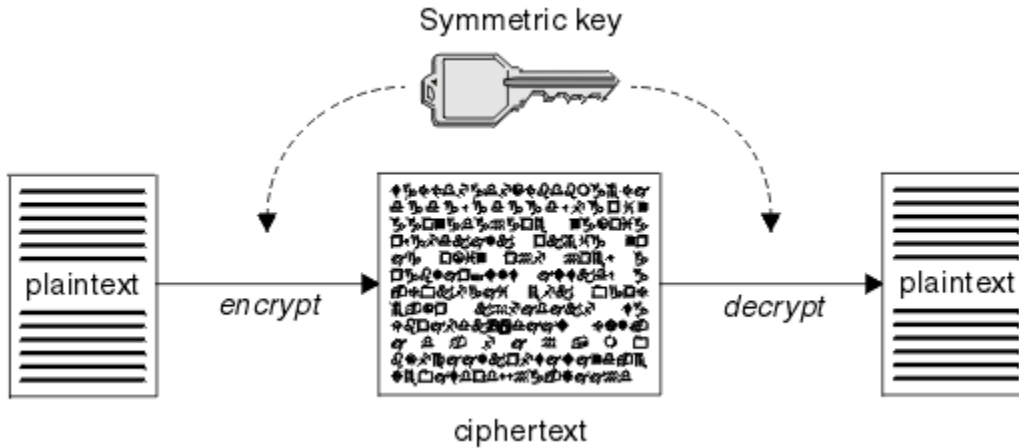 Symmetric key
plaintext
encrypt
decrypt
plaintext
ciphertext